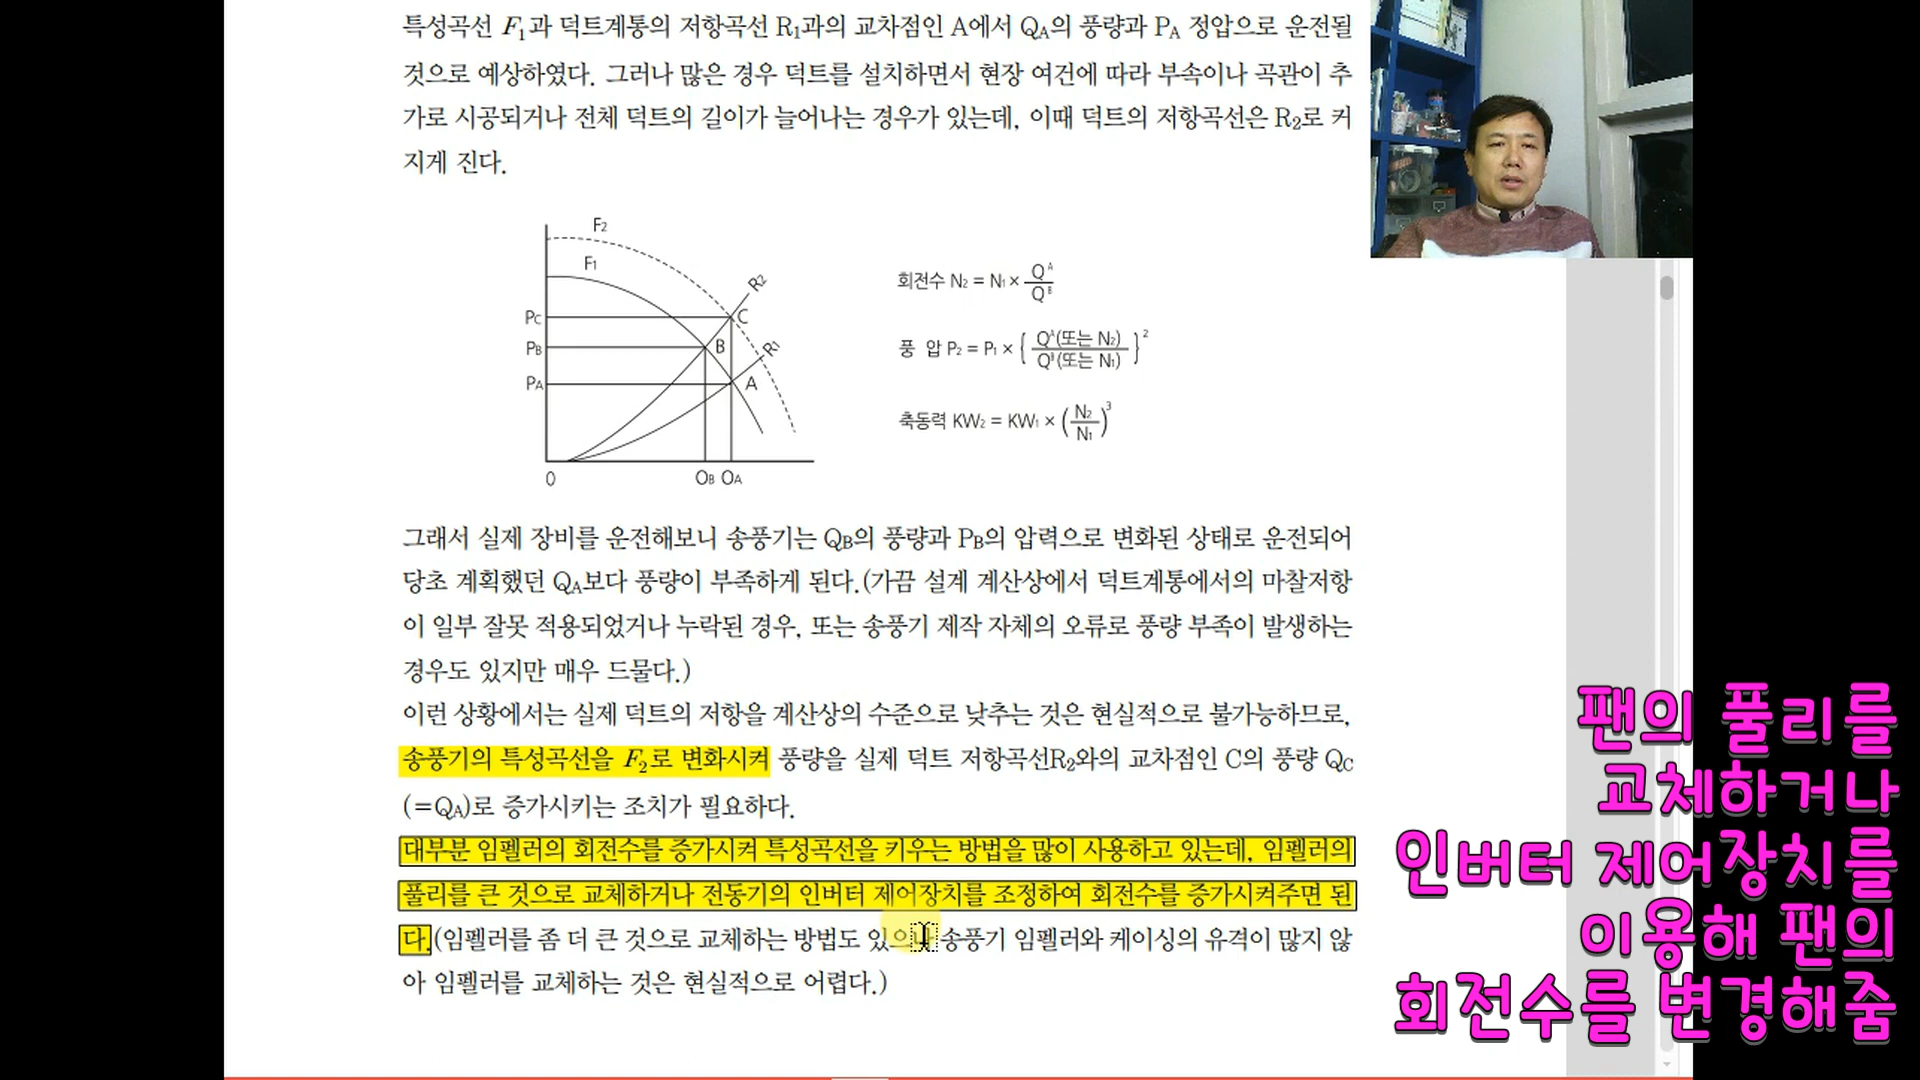 특성곡선 F₁과 덕트계통의 저항곡선 R₁과의 교차점인 A에서 QA의 풍량과 PA 정압으로 운전될
것으로 예상하였다. 그러나 많은 경우 덕트를 설치하면서 현장 여건에 따라 부속이나 곡관이 추
가로 시공되거나 전체 덕트의 길이가 늘어나는 경우가 있는데, 이때 덕트의 저항곡선은 R₂로 커
지게 진다.
F₂
F₁
R₂
PC
C
PB
B
R₁
PA
A
0
OB OA
회전수 N₂ = N₁ × Qᴬ / Qᴮ
풍 압 P₂ = P₁ × { Qᴬ(또는 N₂) / Qᴮ(또는 N₁) }²
축동력 KW₂ = KW₁ × (N₂ / N₁)³
그래서 실제 장비를 운전해보니 송풍기는 QB의 풍량과 PB의 압력으로 변화된 상태로 운전되어
당초 계획했던 QA보다 풍량이 부족하게 된다.(가끔 설계 계산상에서 덕트계통에서의 마찰저항
이 일부 잘못 적용되었거나 누락된 경우, 또는 송풍기 제작 자체의 오류로 풍량 부족이 발생하는
경우도 있지만 매우 드물다.)
이런 상황에서는 실제 덕트의 저항을 계산상의 수준으로 낮추는 것은 현실적으로 불가능하므로,
송풍기의 특성곡선을 F₂로 변화시켜 풍량을 실제 덕트 저항곡선R₂와의 교차점인 C의 풍량 QC
(=QA)로 증가시키는 조치가 필요하다.
대부분 임펠러의 회전수를 증가시켜 특성곡선을 키우는 방법을 많이 사용하고 있는데, 임펠러의
풀리를 큰 것으로 교체하거나 전동기의 인버터 제어장치를 조정하여 회전수를 증가시켜주면 된
다.(임펠러를 좀 더 큰 것으로 교체하는 방법도 있으나 송풍기 임펠러와 케이싱의 유격이 많지 않
아 임펠러를 교체하는 것은 현실적으로 어렵다.)
팬의 풀리를
교체하거나
인버터 제어장치를
이용해 팬의
회전수를 변경해줌